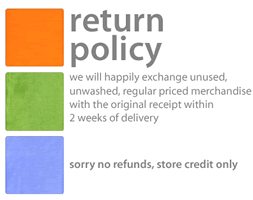 return
policy
we will happily exchange unused,
unwashed, regular priced merchandise
with the original receipt within
2 weeks of delivery
sorry no refunds, store credit only